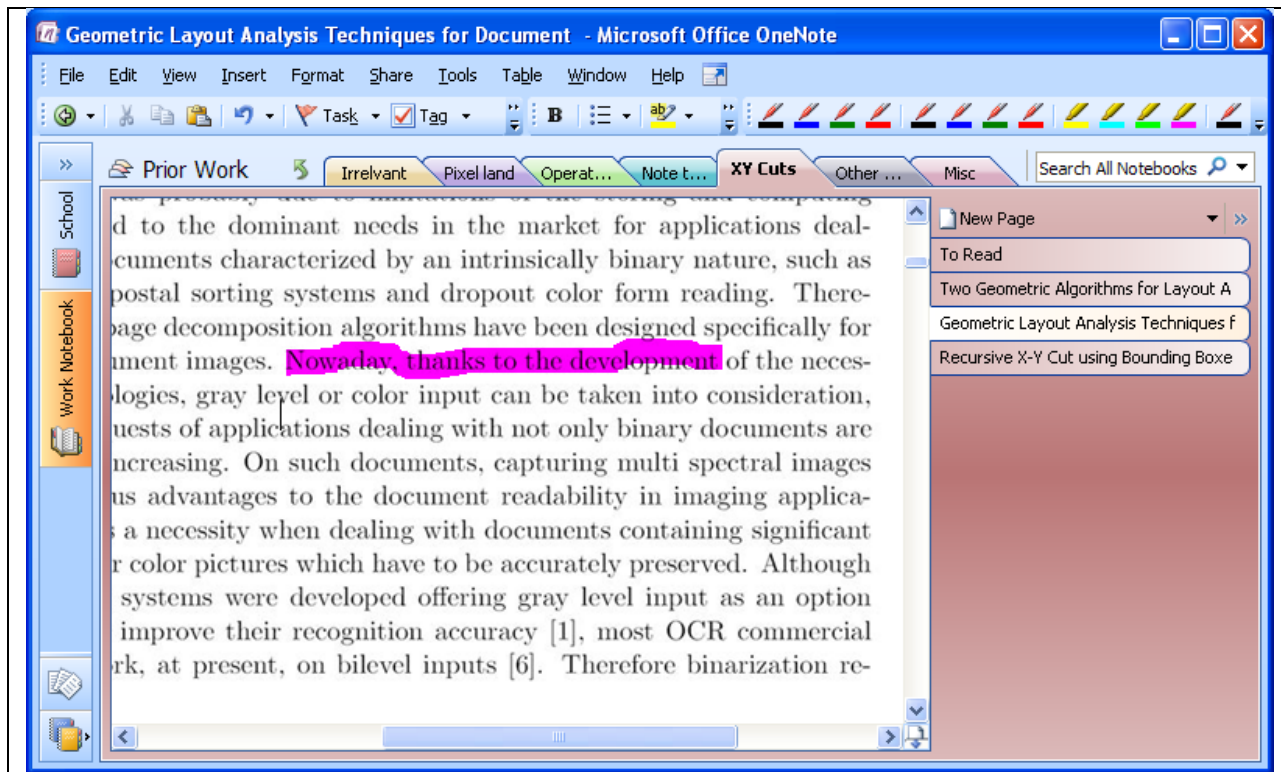 Geometric Layout Analysis Techniques for Document - Microsoft Office OneNote
File Edit View Insert Format Share Tools Table Window Help
Task Tag B ab
Prior Work Irrelvant Pixel land Operat... Note t... XY Cuts Other ... Misc Search All Notebooks
School
Work Notebook
d to the dominant needs in the market for applications deal-
cuments characterized by an intrinsically binary nature, such as
postal sorting systems and dropout color form reading. There-
page decomposition algorithms have been designed specifically for
ument images. Nowaday, thanks to the development of the neces-
logies, gray level or color input can be taken into consideration,
uests of applications dealing with not only binary documents are
ncreasing. On such documents, capturing multi spectral images
us advantages to the document readability in imaging applica-
s a necessity when dealing with documents containing significant
r color pictures which have to be accurately preserved. Although
systems were developed offering gray level input as an option
improve their recognition accuracy [1], most OCR commercial
rk, at present, on bilevel inputs [6]. Therefore binarization re-
New Page
To Read
Two Geometric Algorithms for Layout A
Geometric Layout Analysis Techniques f
Recursive X-Y Cut using Bounding Boxe